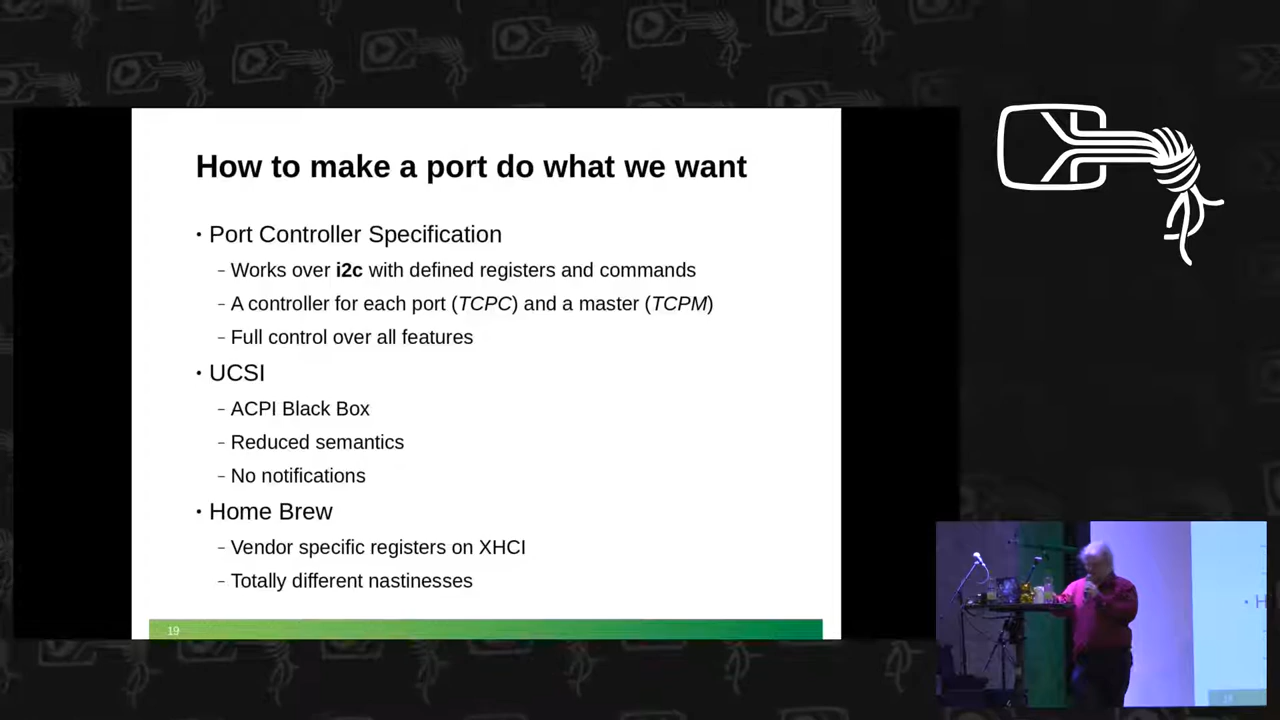 How to make a port do what we want
• Port Controller Specification
– Works over i2c with defined registers and commands
– A controller for each port (TCPC) and a master (TCPM)
– Full control over all features
• UCSI
– ACPI Black Box
– Reduced semantics
– No notifications
• Home Brew
– Vendor specific registers on XHCI
– Totally different nastinesses
19